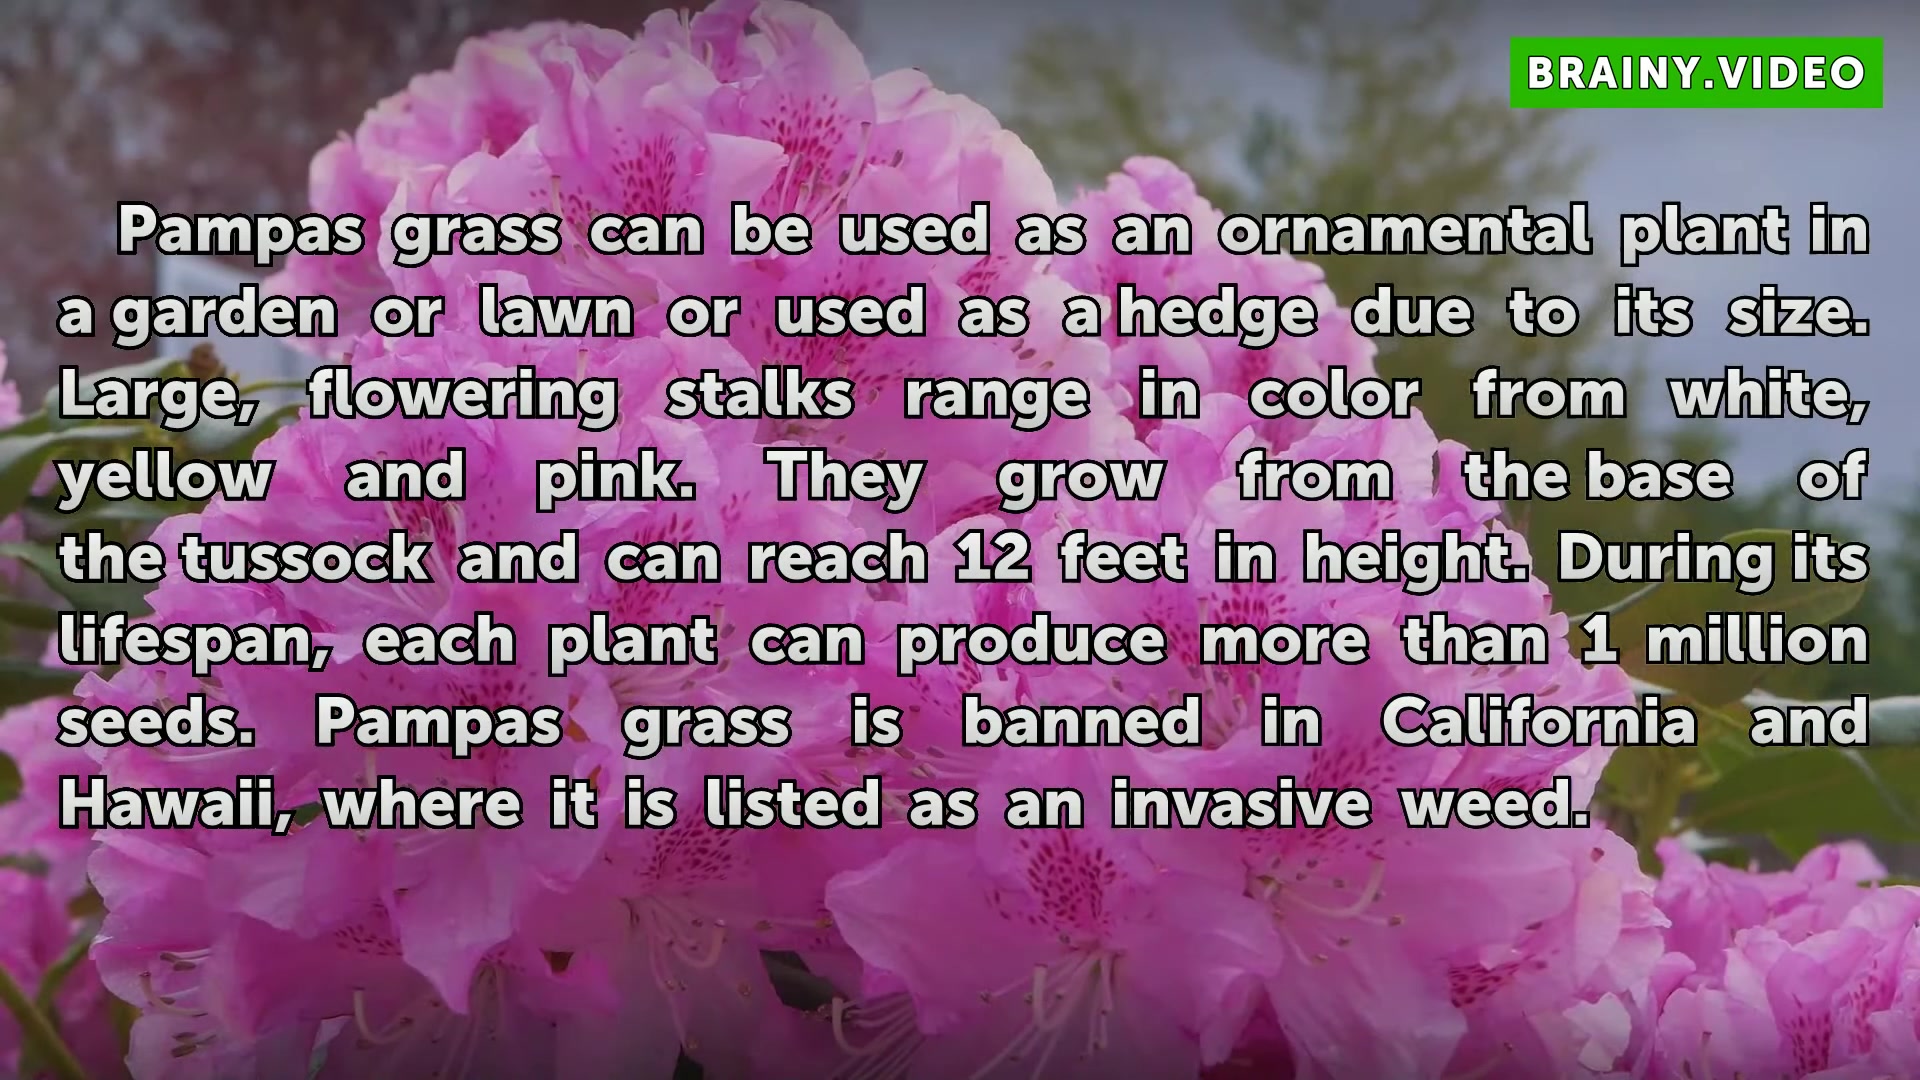 BRAINY.VIDEO
Pampas grass can be used as an ornamental plant in
a garden or lawn or used as a hedge due to its size.
Large, flowering stalks range in color from white,
yellow and pink. They grow from the base of
the tussock and can reach 12 feet in height. During its
lifespan, each plant can produce more than 1 million
seeds. Pampas grass is banned in California and
Hawaii, where it is listed as an invasive weed.